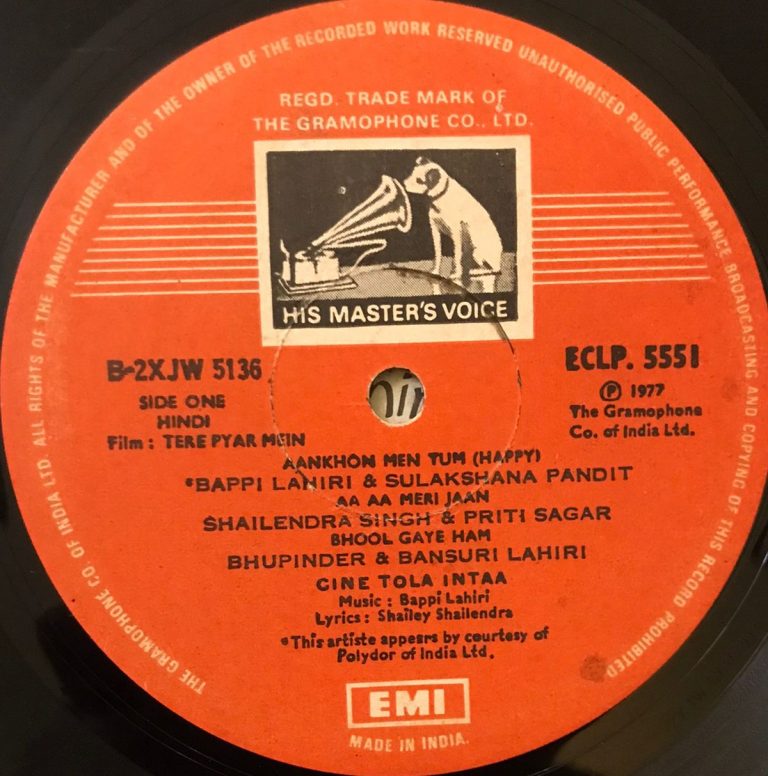 THE GRAMOPHONE CO. OF INDIA LTD. ALL RIGHTS OF THE MANUFACTURER AND OF THE OWNER OF THE RECORDED WORK RESERVED UNAUTHORISED PUBLIC PERFORMANCE BROADCASTING AND COPYING OF THIS RECORD PROHIBITED
REGD. TRADE MARK OF
THE GRAMOPHONE CO., LTD.
HIS MASTER'S VOICE
B-2XJW 5136
SIDE ONE
HINDI
Film : TERE PYAR MEIN
ECLP. 5551
Ⓟ 1977
The Gramophone
Co. of India Ltd.
AANKHON MEN TUM (HAPPY)
*BAPPI LAHIRI & SULAKSHANA PANDIT
AA AA MERI JAAN
SHAILENDRA SINGH & PRITI SAGAR
BHOOL GAYE HAM
BHUPINDER & BANSURI LAHIRI
CINE TOLA INTAA
Music : Bappi Lahiri
Lyrics : Shailey Shailendra
*This artiste appears by courtesy of
Polydor of India Ltd.
EMI
MADE IN INDIA.